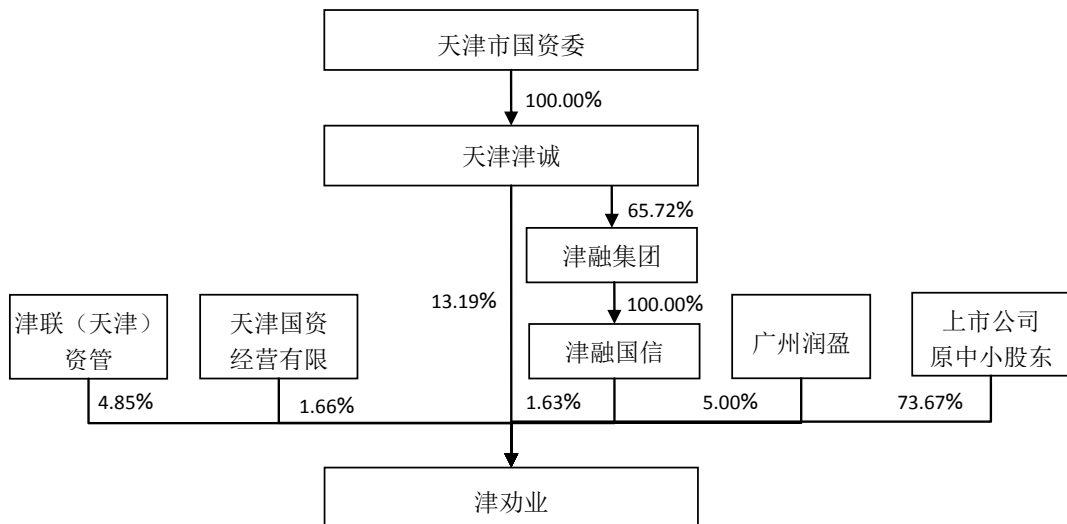 天津市国资委
100.00%
天津津诚
65.72%
津融集团
13.19%
100.00%
津联（天津）
资管
天津国资
经营有限
津融国信
广州润盈
上市公司
原中小股东
4.85%
1.66%
1.63%
5.00%
73.67%
津劝业